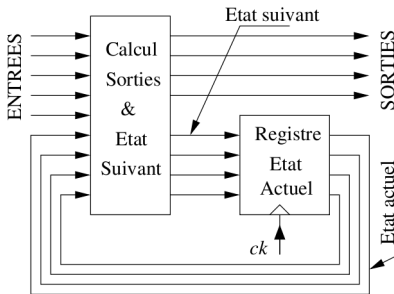 Etat suivant
ENTREES
Calcul
Sorties
&
Etat
Suivant
SORTIES
Registre
Etat
Actuel
ck
Etat actuel